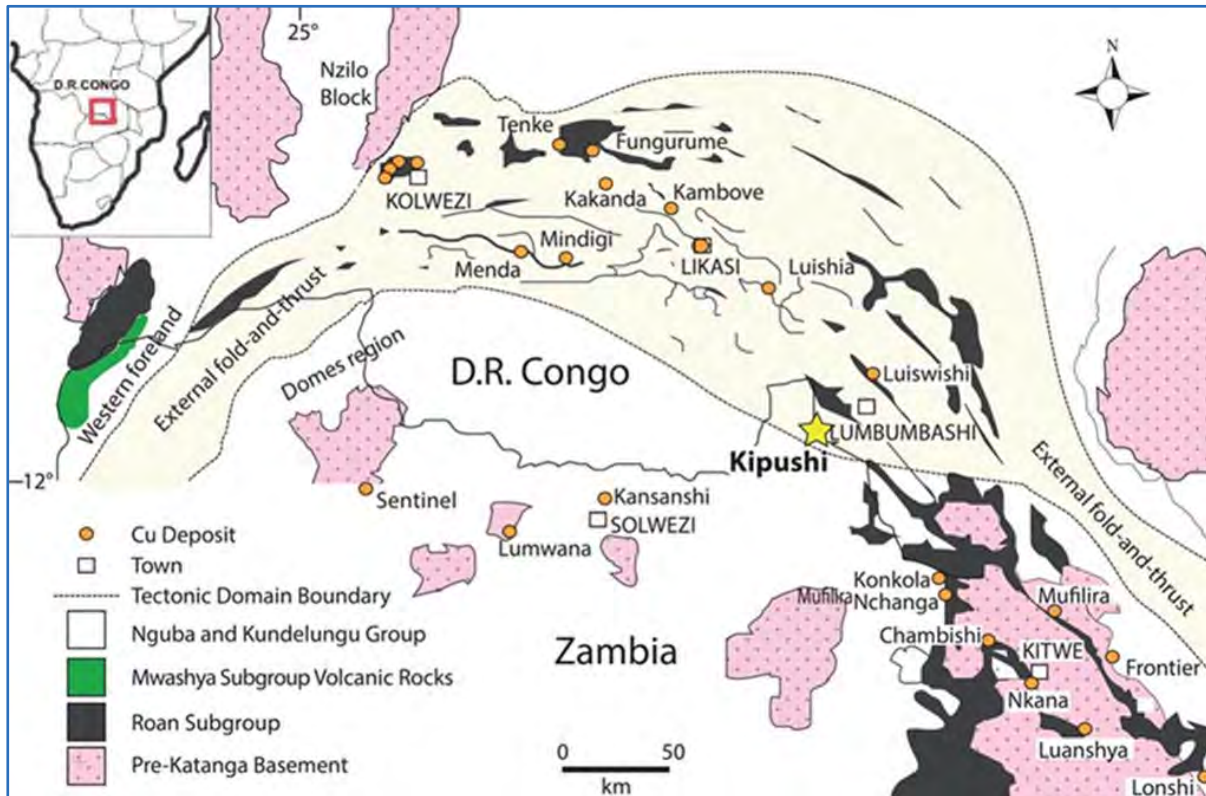 D.R. CONGO
25°
Nzilo
Block
N
Tenke
Fungurume
KOLWEZI
Kakanda
Kambove
Mindigi
Menda
LIKASI
Luishia
Western foreland
External fold-and-thrust
Domes region
D.R. Congo
Luiswishi
LUMBUMBASHI
Kipushi
External fold-and-thrust
12°
Sentinel
Kansanshi
SOLWEZI
Lumwana
Cu Deposit
Town
Tectonic Domain Boundary
Nguba and Kundelungu Group
Mwashya Subgroup Volcanic Rocks
Roan Subgroup
Pre-Katanga Basement
Zambia
0 50
km
Konkola
Mufilira
Nchanga
Mufilira
Chambishi
KITWE
Frontier
Nkana
Luanshya
Lonshi